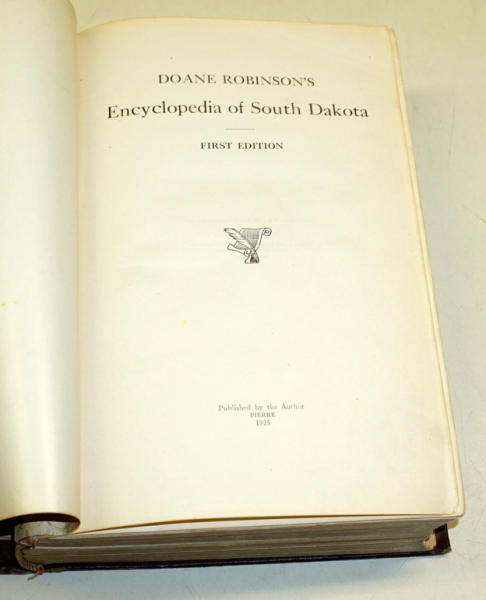 DOANE ROBINSON'S
Encyclopedia of South Dakota
FIRST EDITION
Published by the Author
PIERRE
1925